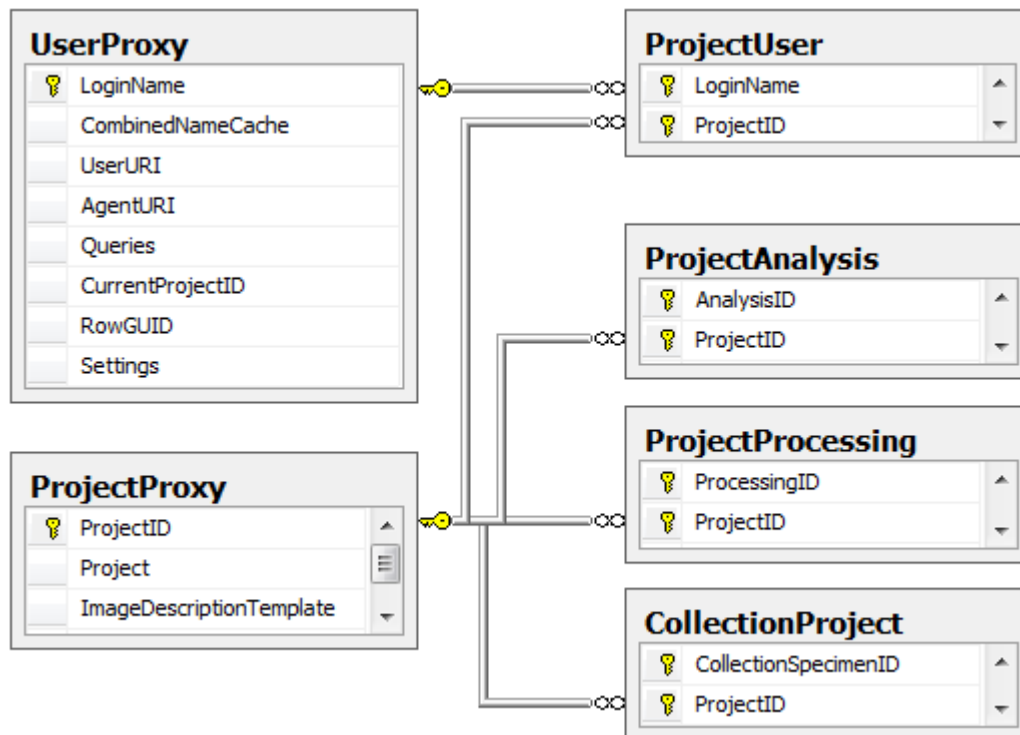 UserProxy
LoginName
CombinedNameCache
UserURI
AgentURI
Queries
CurrentProjectID
RowGUID
Settings
ProjectProxy
ProjectID
Project
ImageDescriptionTemplate
ProjectUser
LoginName
ProjectID
ProjectAnalysis
AnalysisID
ProjectID
ProjectProcessing
ProcessingID
ProjectID
CollectionProject
CollectionSpecimenID
ProjectID